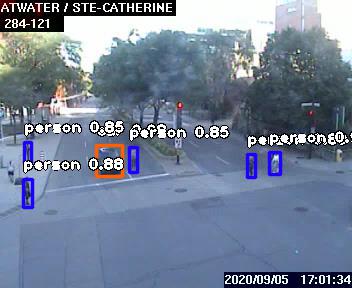 ATWATER / STE-CATHERINE
284-121
person 0.85
person 0.85
person 0.88
2020/09/05 17:01:34